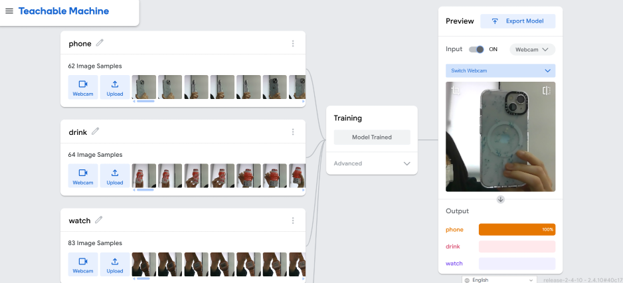 Teachable Machine
phone
62 Image Samples
Webcam
Upload
drink
64 Image Samples
Webcam
Upload
watch
83 Image Samples
Webcam
Upload
Training
Model Trained
Advanced
Preview
Export Model
Input
ON
Webcam
Switch Webcam
Output
phone
100%
drink
watch
English